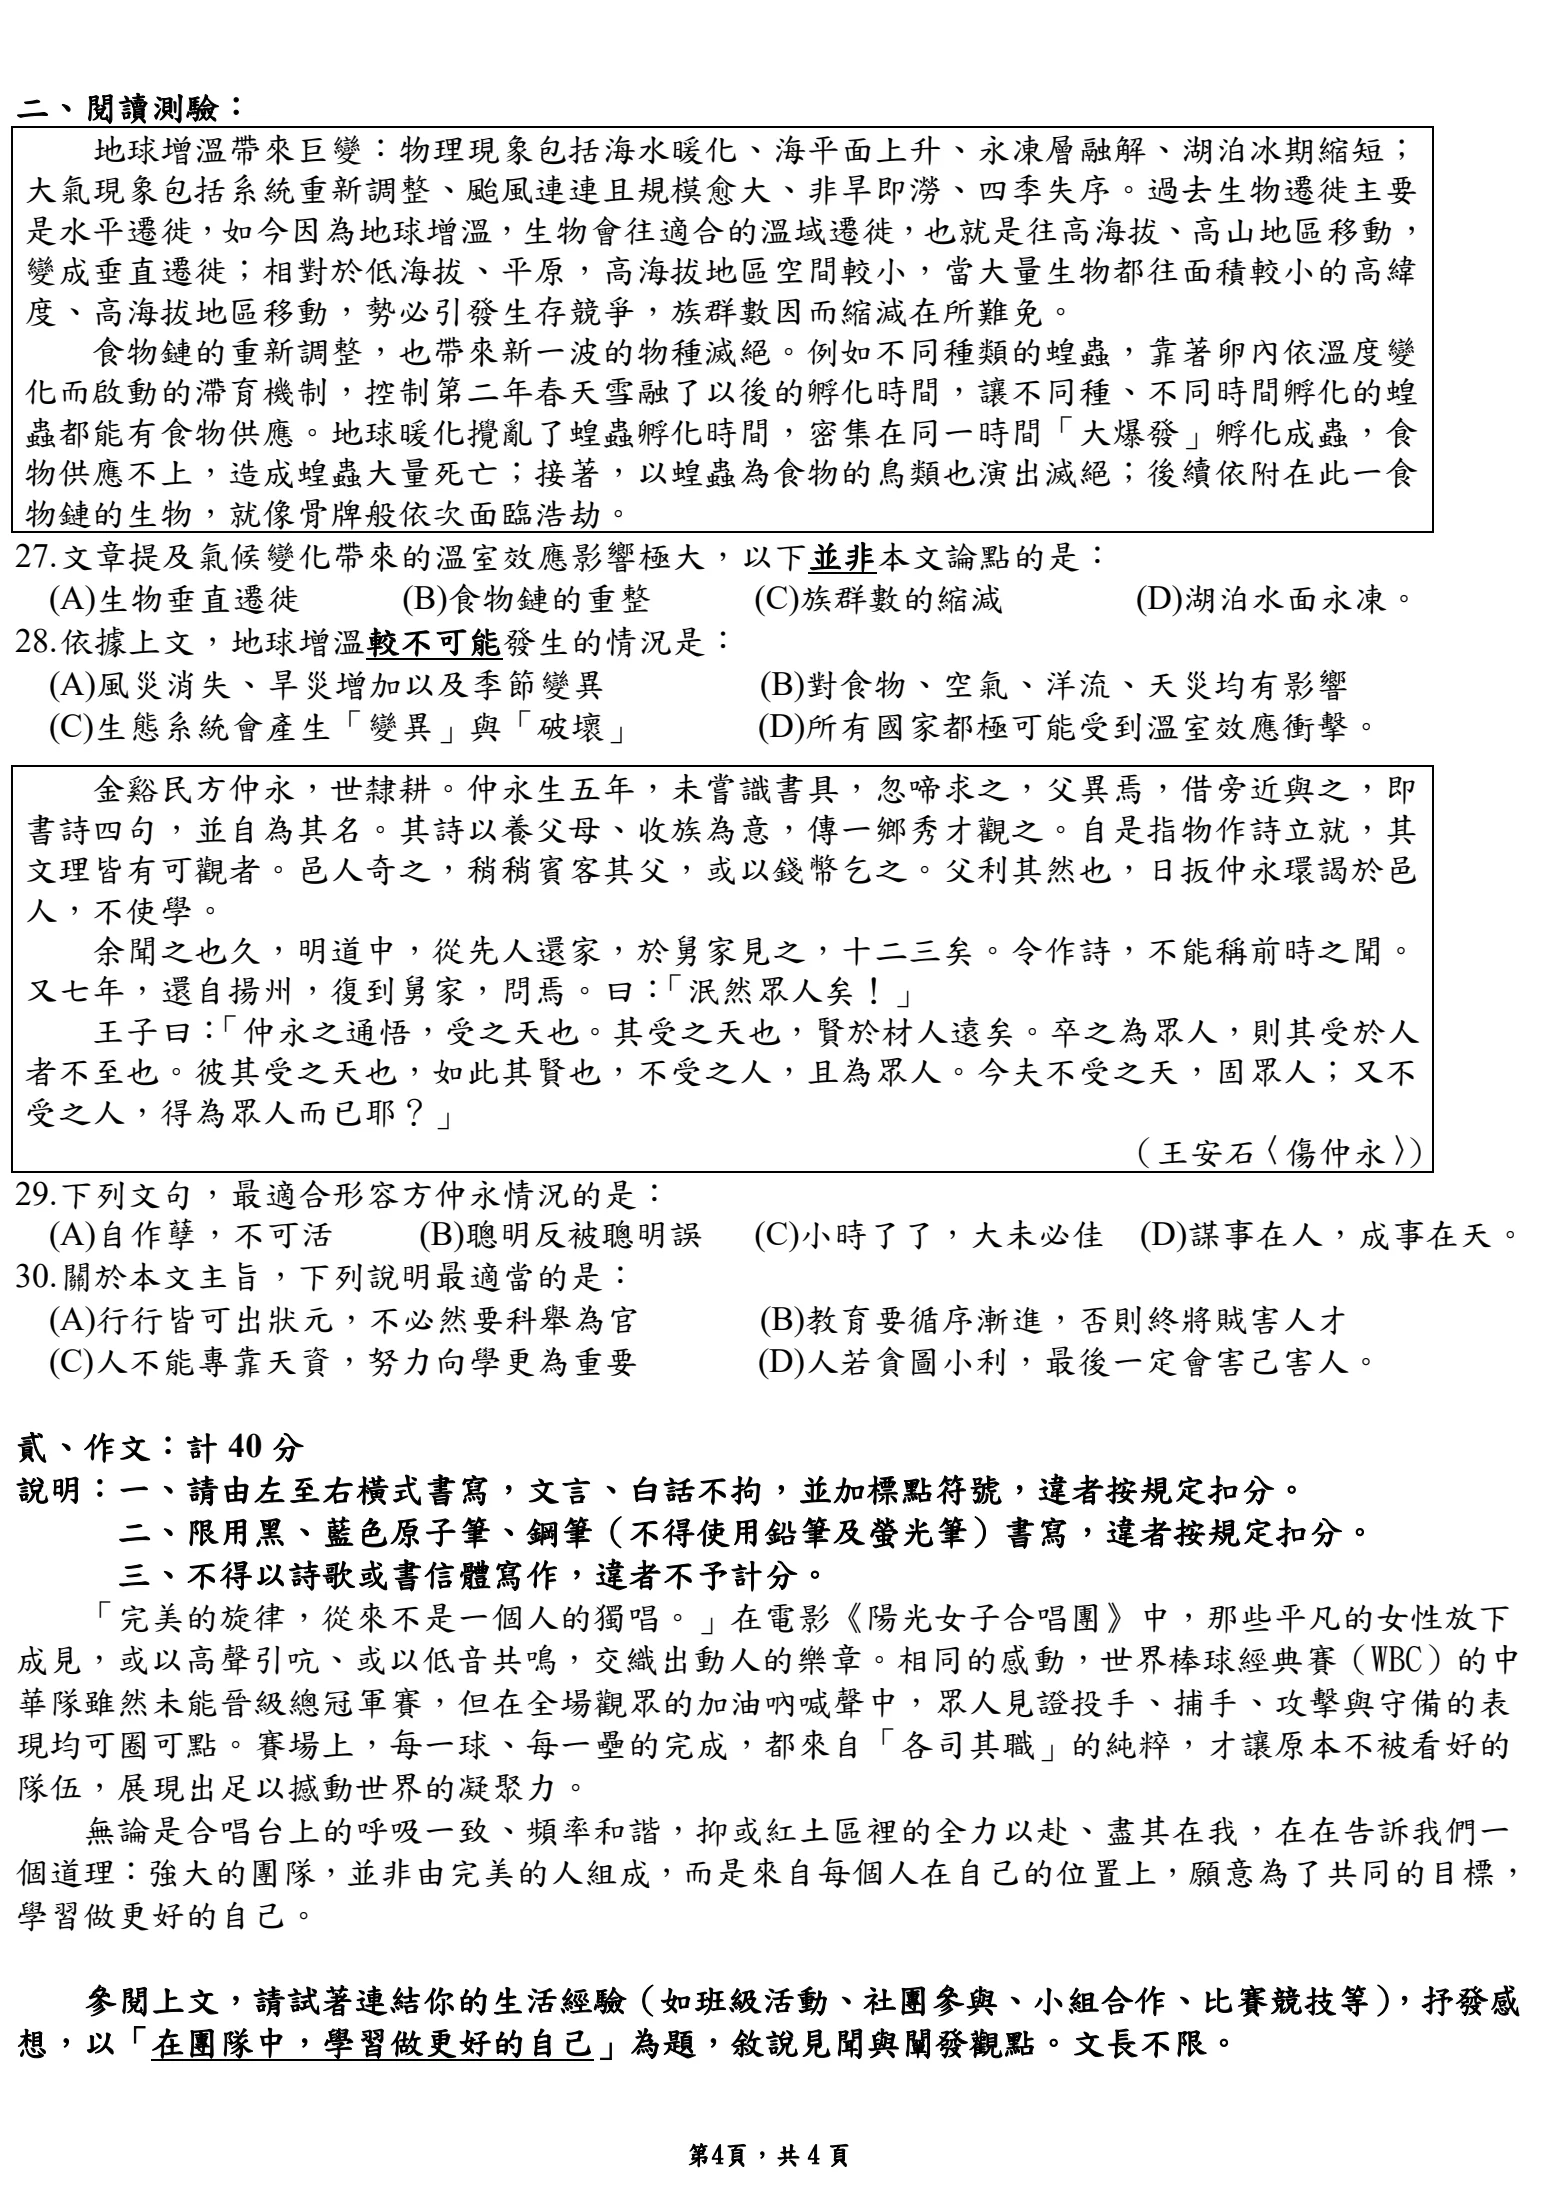 二、閱讀測驗：
地球增溫帶來巨變：物理現象包括海水暖化、海平面上升、永凍層融解、湖泊冰期縮短；
大氣現象包括系統重新調整、颱風連連且規模愈大、非旱即澇、四季失序。過去生物遷徙主要
是水平遷徙，如今因為地球增溫，生物會往適合的溫域遷徙，也就是往高海拔、高山地區移動，
變成垂直遷徙；相對於低海拔、平原，高海拔地區空間較小，當大量生物都往面積較小的高緯
度、高海拔地區移動，勢必引發生存競爭，族群數因而縮減在所難免。
食物鏈的重新調整，也帶來新一波的物種滅絕。例如不同種類的蝗蟲，靠著卵內依溫度變
化而啟動的滯育機制，控制第二年春天雪融了以後的孵化時間，讓不同種、不同時間孵化的蝗
蟲都能有食物供應。地球暖化攪亂了蝗蟲孵化時間，密集在同一時間「大爆發」孵化成蟲，食
物供應不上，造成蝗蟲大量死亡；接著，以蝗蟲為食物的鳥類也演出滅絕；後續依附在此一食
物鏈的生物，就像骨牌般依次面臨浩劫。
27.文章提及氣候變化帶來的溫室效應影響極大，以下並非本文論點的是：
(A)生物垂直遷徙 (B)食物鏈的重整 (C)族群數的縮減 (D)湖泊水面永凍。
28.依據上文，地球增溫較不可能發生的情況是：
(A)風災消失、旱災增加以及季節變異 (B)對食物、空氣、洋流、天災均有影響
(C)生態系統會產生「變異」與「破壞」 (D)所有國家都極可能受到溫室效應衝擊。
金谿民方仲永，世隸耕。仲永生五年，未嘗識書具，忽啼求之，父異焉，借旁近與之，即
書詩四句，並自為其名。其詩以養父母、收族為意，傳一鄉秀才觀之。自是指物作詩立就，其
文理皆有可觀者。邑人奇之，稍稍賓客其父，或以錢幣乞之。父利其然也，日扳仲永環謁於邑
人，不使學。
余聞之也久，明道中，從先人還家，於舅家見之，十二三矣。令作詩，不能稱前時之聞。
又七年，還自揚州，復到舅家，問焉。曰：「泯然眾人矣！」
王子曰：「仲永之通悟，受之天也。其受之天也，賢於材人遠矣。卒之為眾人，則其受於人
者不至也。彼其受之天也，如此其賢也，不受之人，且為眾人。今夫不受之天，固眾人；又不
受之人，得為眾人而已耶？」
（王安石〈傷仲永〉）
29.下列文句，最適合形容方仲永情況的是：
(A)自作孽，不可活 (B)聰明反被聰明誤 (C)小時了了，大未必佳 (D)謀事在人，成事在天。
30.關於本文主旨，下列說明最適當的是：
(A)行行皆可出狀元，不必然要科舉為官 (B)教育要循序漸進，否則終將賊害人才
(C)人不能專靠天資，努力向學更為重要 (D)人若貪圖小利，最後一定會害己害人。
貳、作文：計 40 分
說明：一、請由左至右橫式書寫，文言、白話不拘，並加標點符號，違者按規定扣分。
二、限用黑、藍色原子筆、鋼筆（不得使用鉛筆及螢光筆）書寫，違者按規定扣分。
三、不得以詩歌或書信體寫作，違者不予計分。
「完美的旋律，從來不是一個人的獨唱。」在電影《陽光女子合唱團》中，那些平凡的女性放下
成見，或以高聲引吭、或以低音共鳴，交織出動人的樂章。相同的感動，世界棒球經典賽（WBC）的中
華隊雖然未能晉級總冠軍賽，但在全場觀眾的加油吶喊聲中，眾人見證投手、捕手、攻擊與守備的表
現均可圈可點。賽場上，每一球、每一壘的完成，都來自「各司其職」的純粹，才讓原本不被看好的
隊伍，展現出足以撼動世界的凝聚力。
無論是合唱台上的呼吸一致、頻率和諧，抑或紅土區裡的全力以赴、盡其在我，在在告訴我們一
個道理：強大的團隊，並非由完美的人組成，而是來自每個人在自己的位置上，願意為了共同的目標，
學習做更好的自己。
參閱上文，請試著連結你的生活經驗（如班級活動、社團參與、小組合作、比賽競技等），抒發感
想，以「在團隊中，學習做更好的自己」為題，敘說見聞與闡發觀點。文長不限。
第4頁，共 4 頁